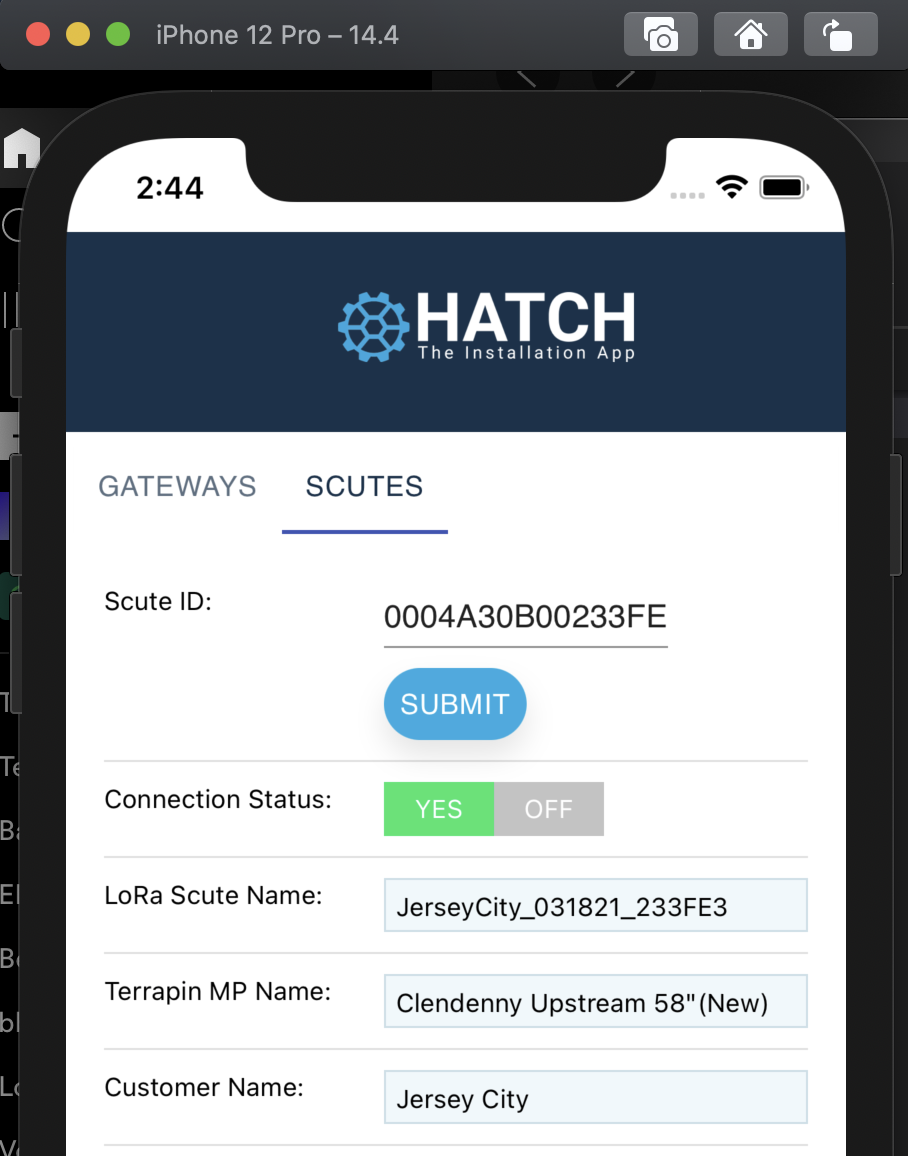 iPhone 12 Pro – 14.4
2:44
HATCH
The Installation App
GATEWAYS SCUTES
Scute ID: 0004A30B00233FE
SUBMIT
Connection Status: YES OFF
LoRa Scute Name: JerseyCity_031821_233FE3
Terrapin MP Name: Clendenny Upstream 58"(New)
Customer Name: Jersey City